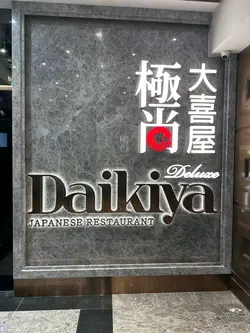 極尚
大喜屋
Deluxe
Daikiya
JAPANESE RESTAURANT